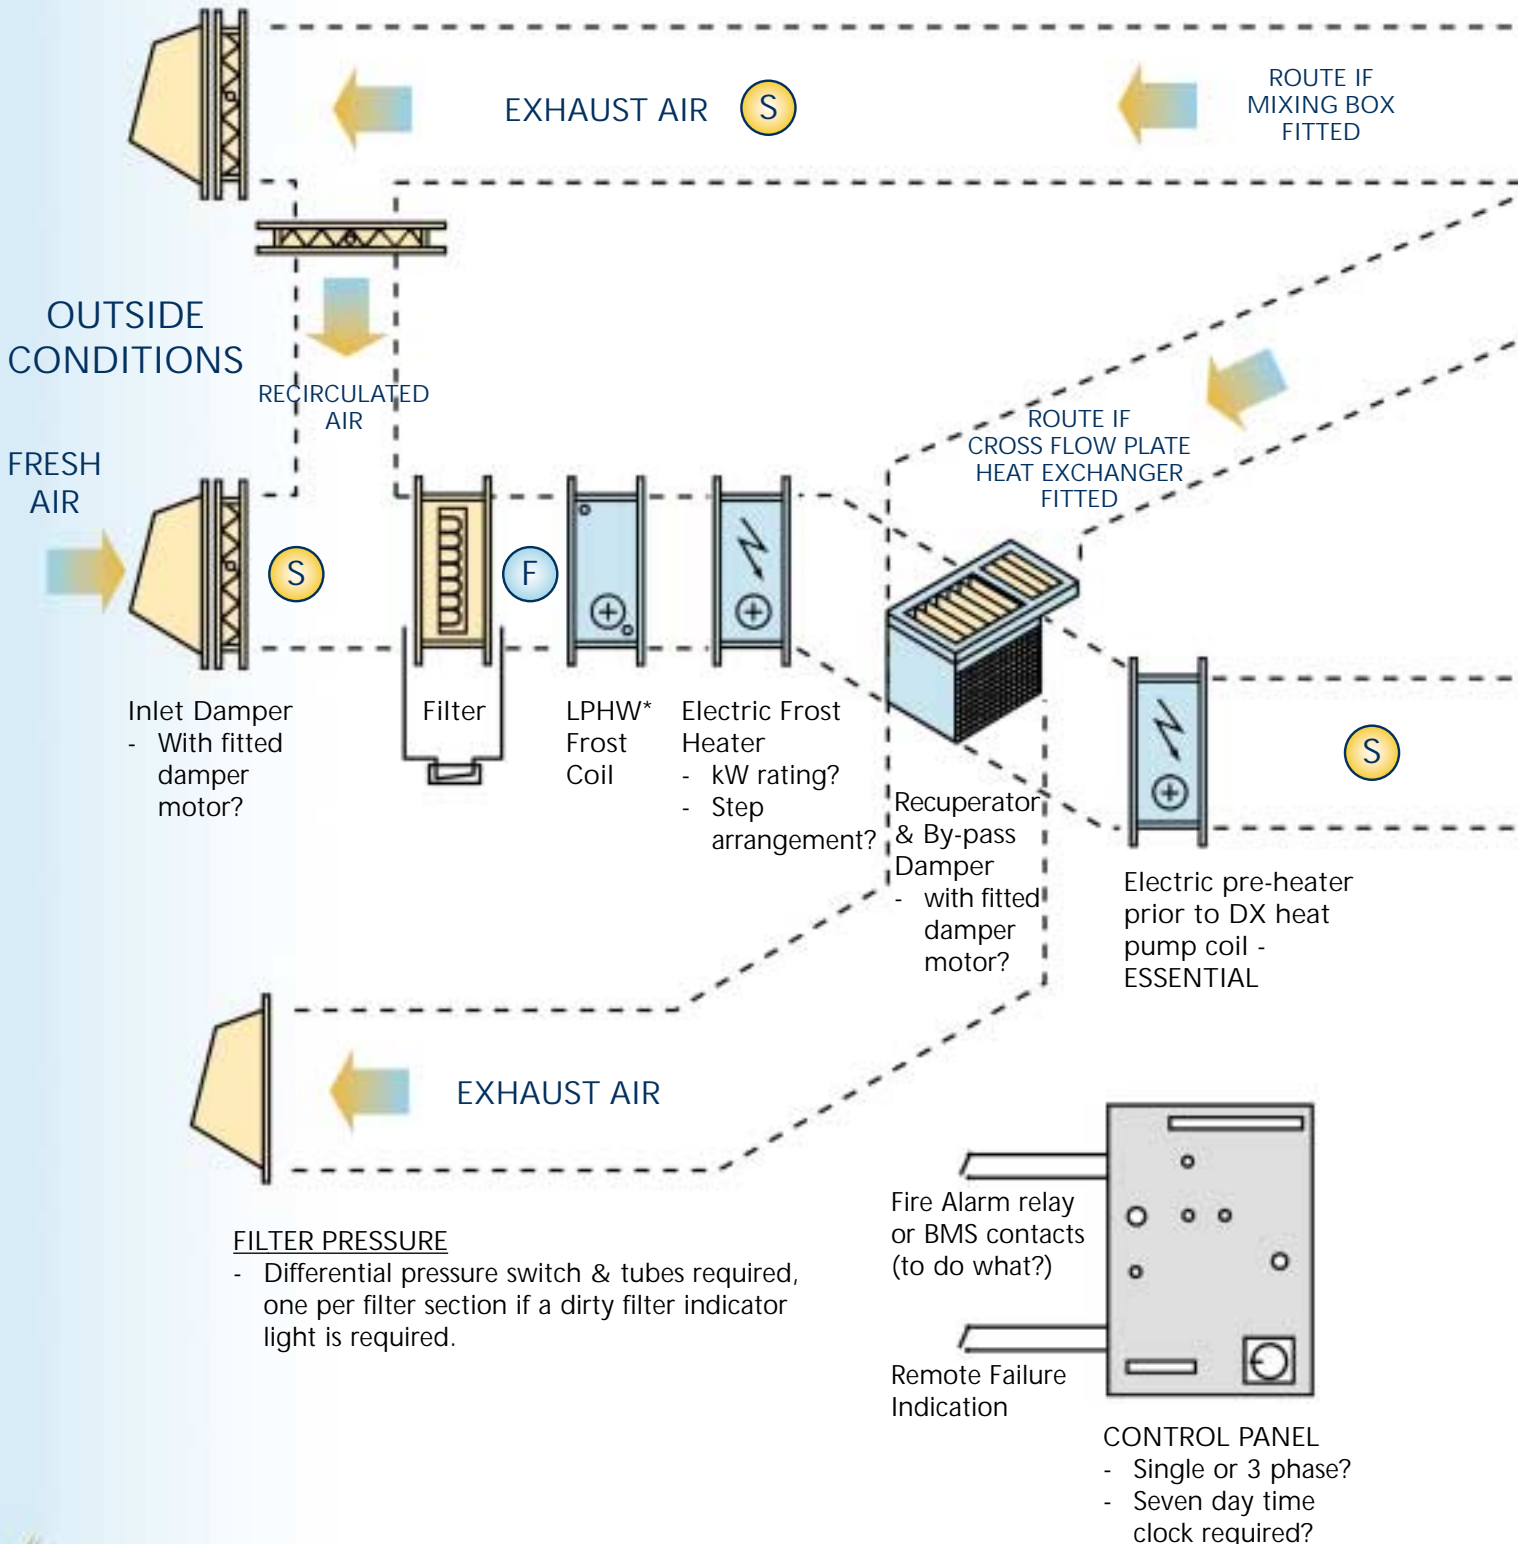 EXHAUST AIR
S
ROUTE IF
MIXING BOX
FITTED
OUTSIDE
CONDITIONS
RECIRCULATED
AIR
ROUTE IF
CROSS FLOW PLATE
HEAT EXCHANGER
FITTED
FRESH
AIR
S
F
S
Inlet Damper
- With fitted
damper
motor?
Filter
LPHW*
Frost
Coil
Electric Frost
Heater
- kW rating?
- Step
arrangement?
Recuperator
& By-pass
Damper
- with fitted
damper
motor?
Electric pre-heater
prior to DX heat
pump coil -
ESSENTIAL
EXHAUST AIR
FILTER PRESSURE
- Differential pressure switch & tubes required,
one per filter section if a dirty filter indicator
light is required.
Fire Alarm relay
or BMS contacts
(to do what?)
Remote Failure
Indication
CONTROL PANEL
- Single or 3 phase?
- Seven day time
clock required?